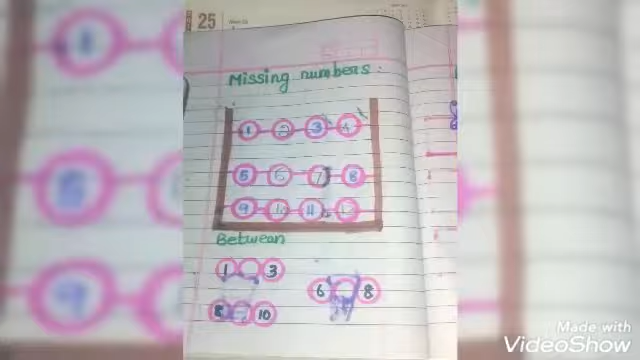 25
Missing numbers
1 2 3 4
5 6 7 8
9 10 11 12
Between
1 3
6 8
8 10
Made with
VideoShow